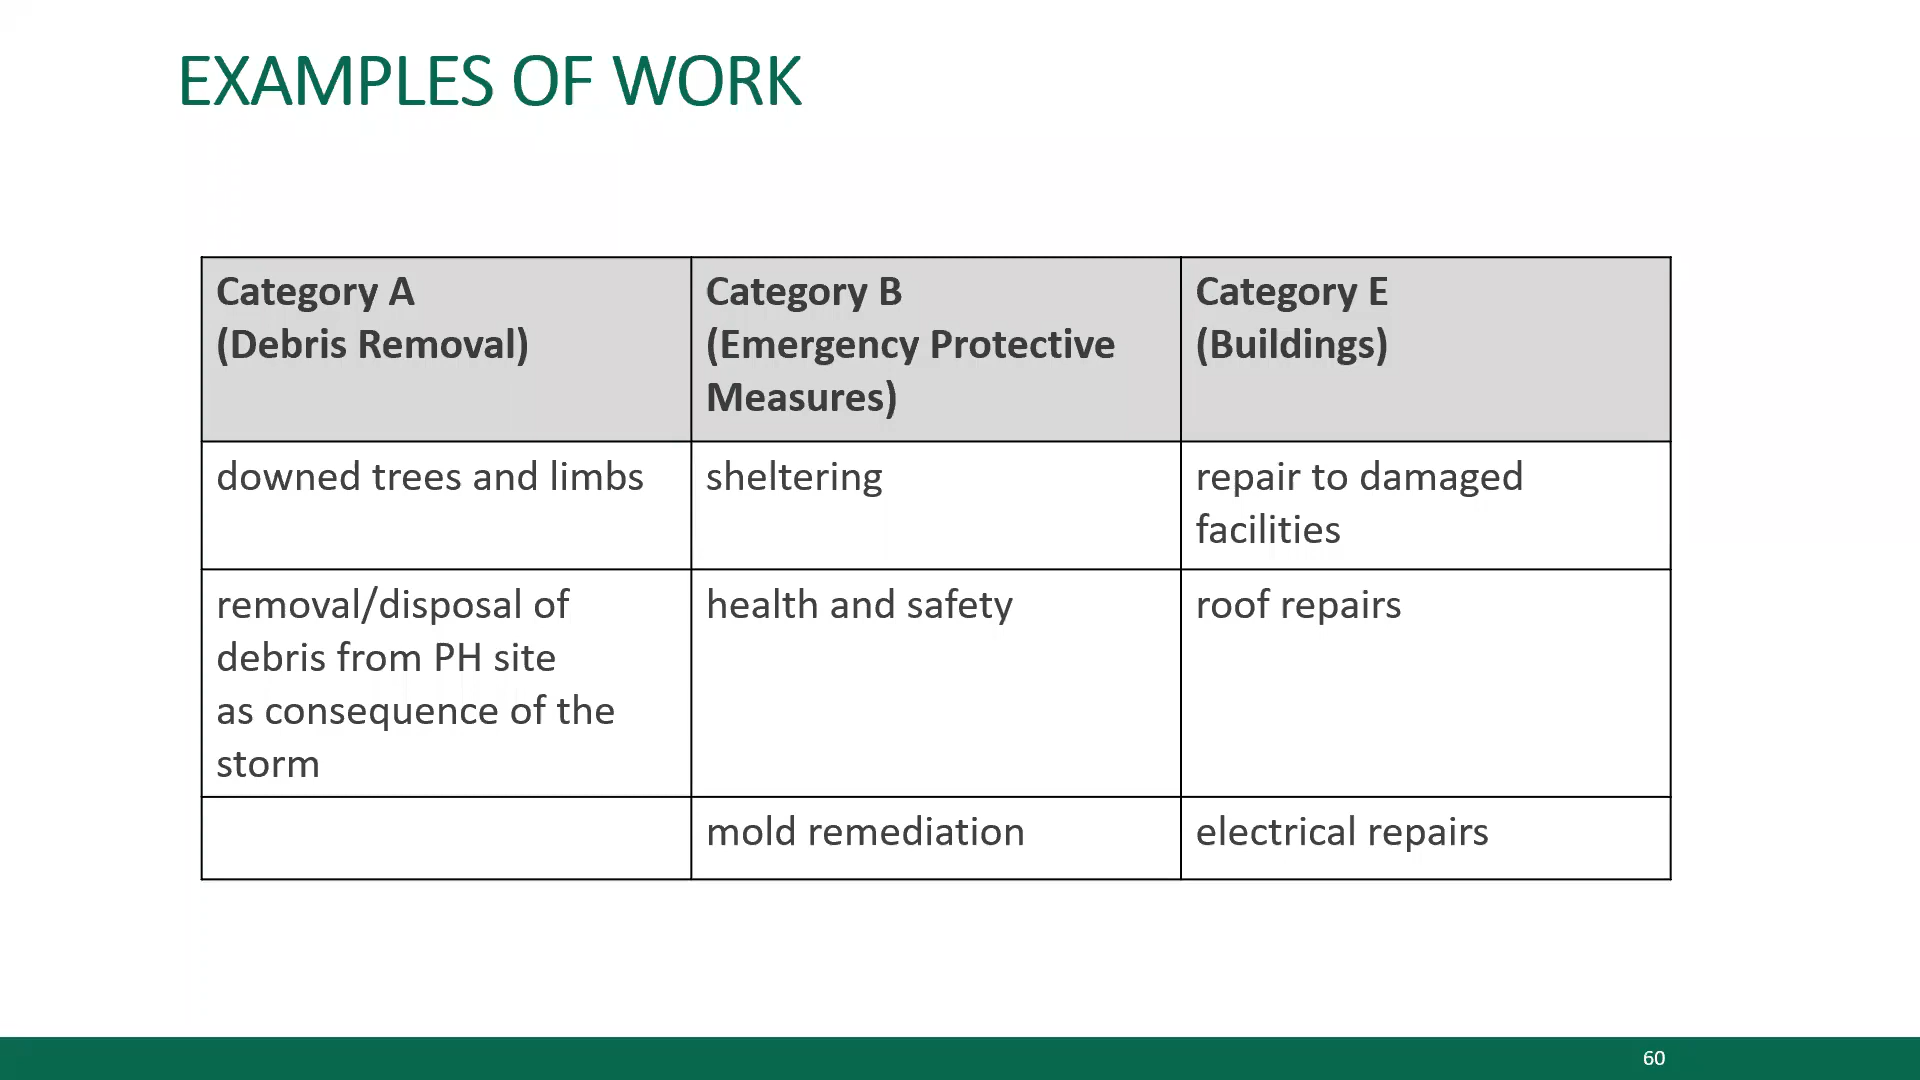 EXAMPLES OF WORK
Category A
(Debris Removal)
Category B
(Emergency Protective
Measures)
Category E
(Buildings)
downed trees and limbs
sheltering
repair to damaged
facilities
removal/disposal of
debris from PH site
as consequence of the
storm
health and safety
roof repairs
mold remediation
electrical repairs
60